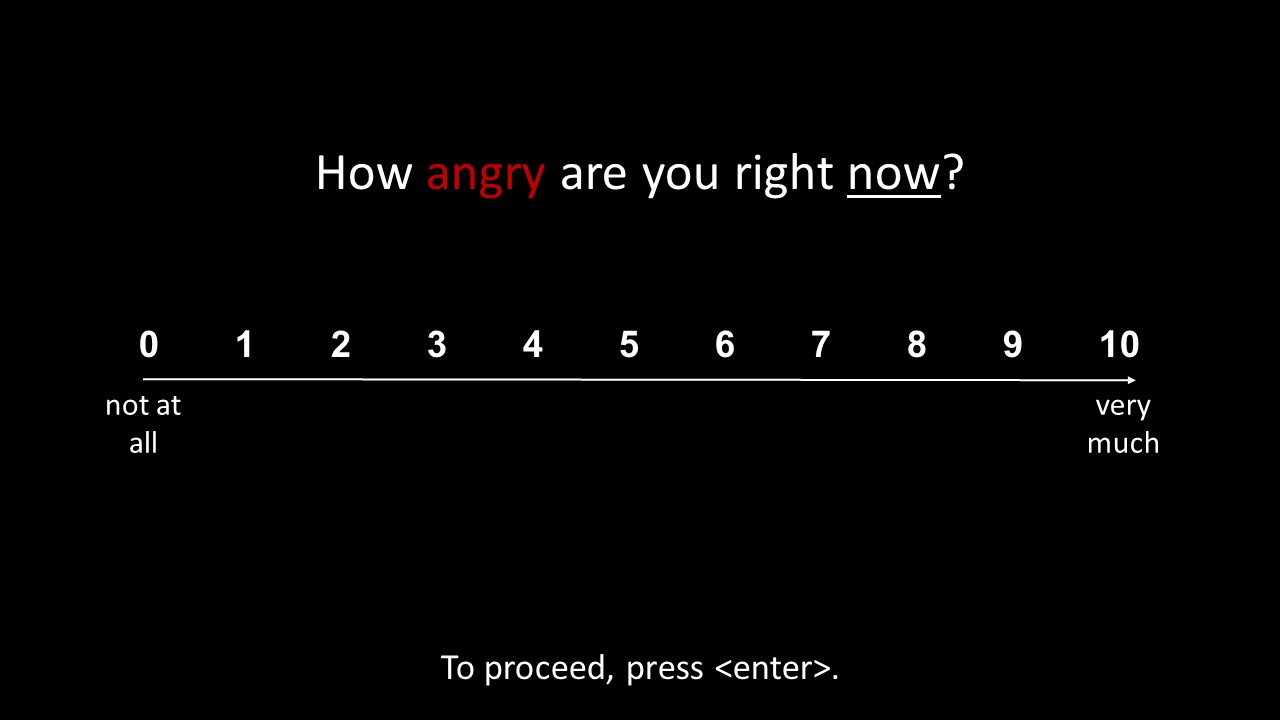 How angry are you right now?
0 1 2 3 4 5 6 7 8 9 10
not at all
very much
To proceed, press <enter>.